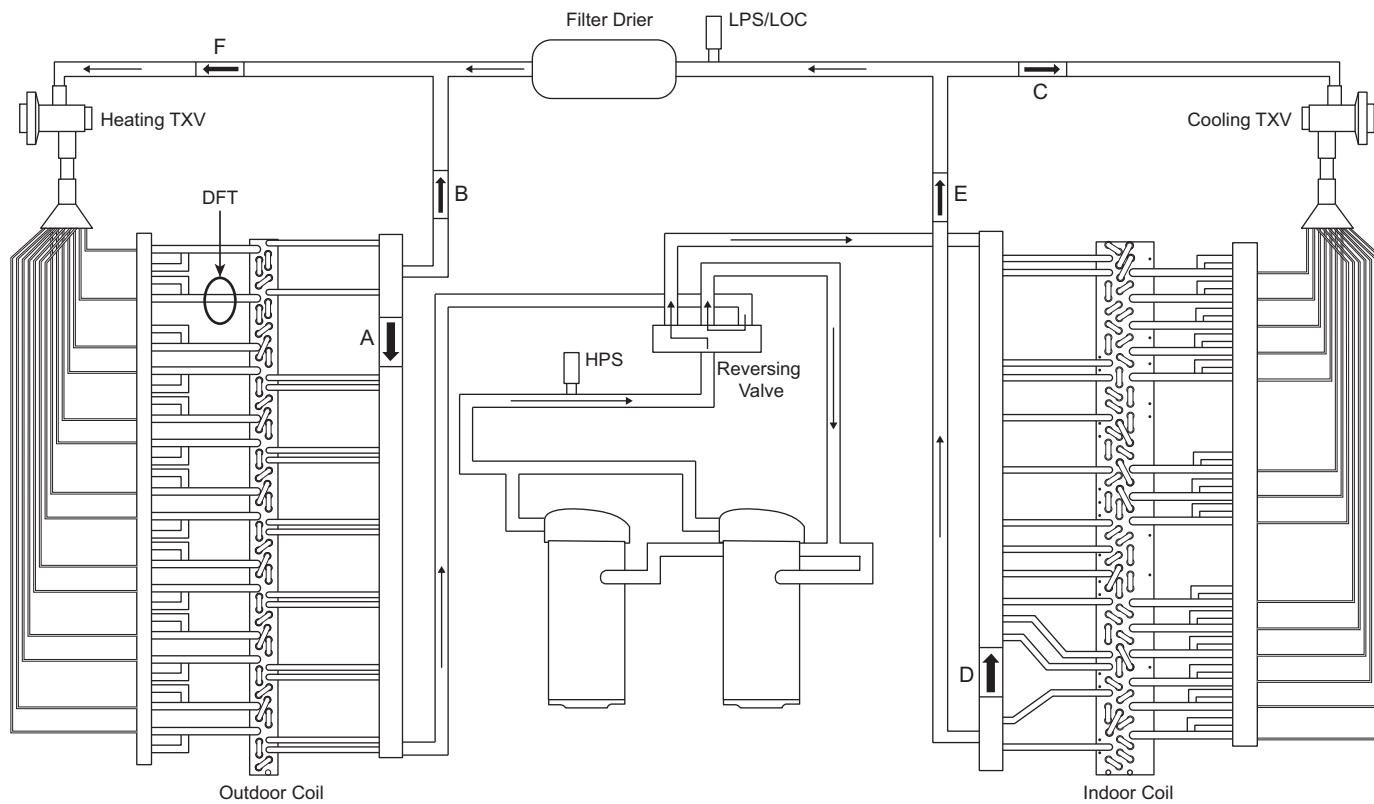 Filter Drier
LPS/LOC
F
C
Heating TXV
Cooling TXV
DFT
B
E
A
HPS
Reversing
Valve
D
Outdoor Coil
Indoor Coil